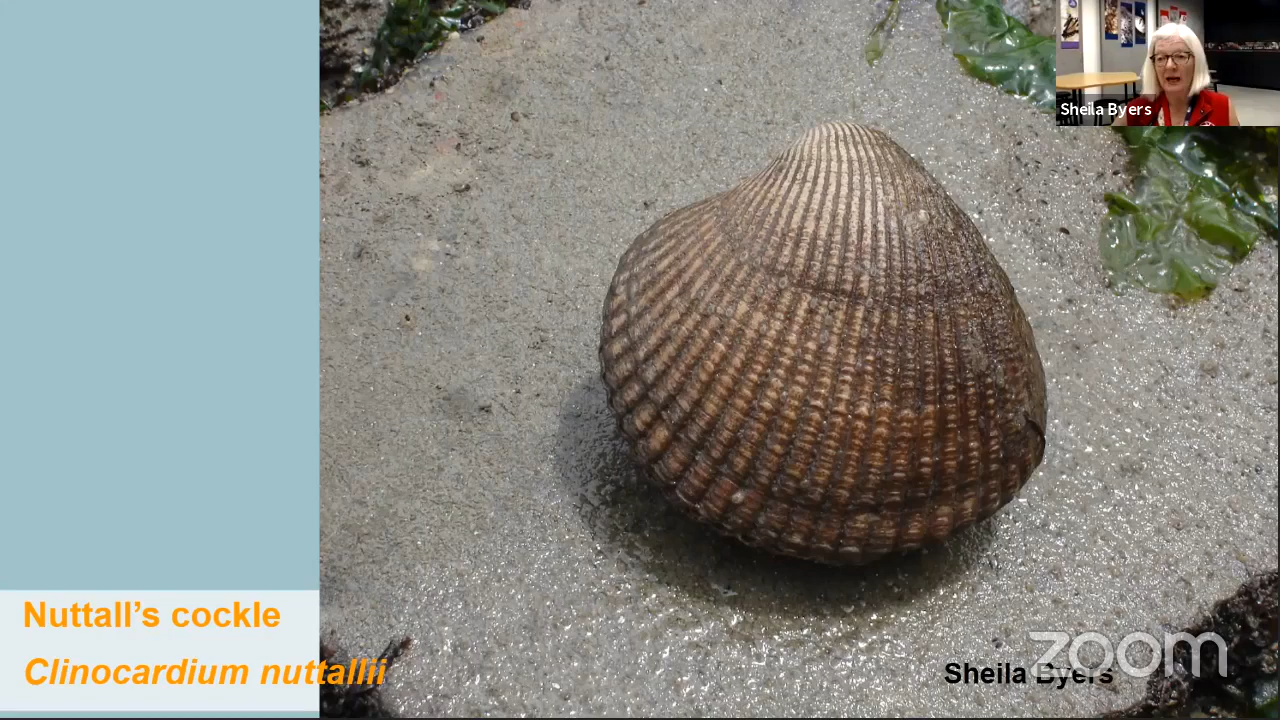 Sheila Byers
Nuttall's cockle
Clinocardium nuttallii
Sheila Byers
zoom